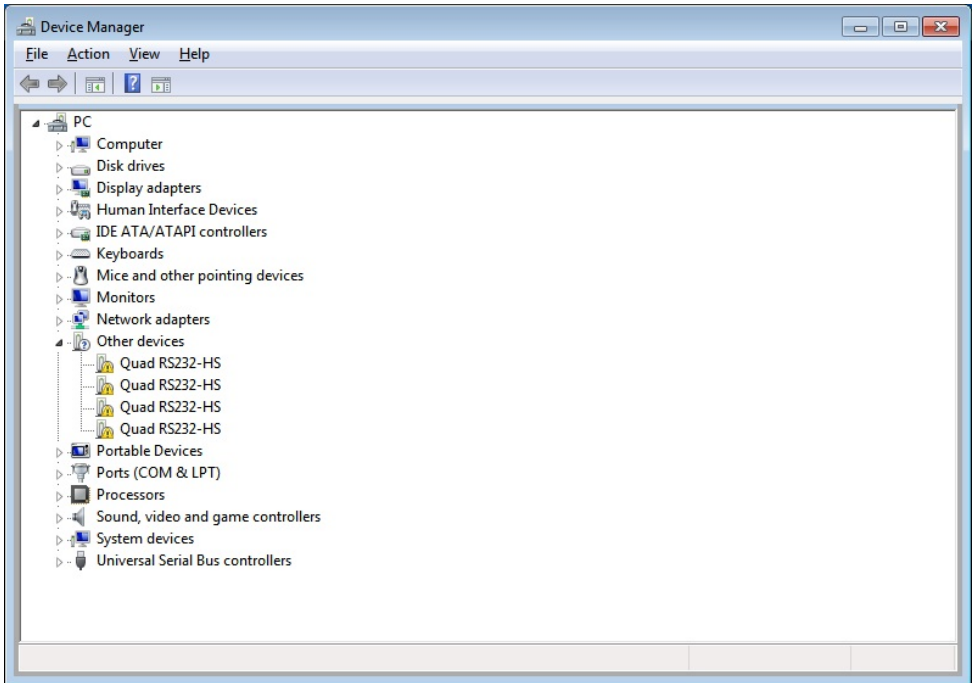 Device Manager
File Action View Help
PC
Computer
Disk drives
Display adapters
Human Interface Devices
IDE ATA/ATAPI controllers
Keyboards
Mice and other pointing devices
Monitors
Network adapters
Other devices
Quad RS232-HS
Quad RS232-HS
Quad RS232-HS
Quad RS232-HS
Portable Devices
Ports (COM & LPT)
Processors
Sound, video and game controllers
System devices
Universal Serial Bus controllers